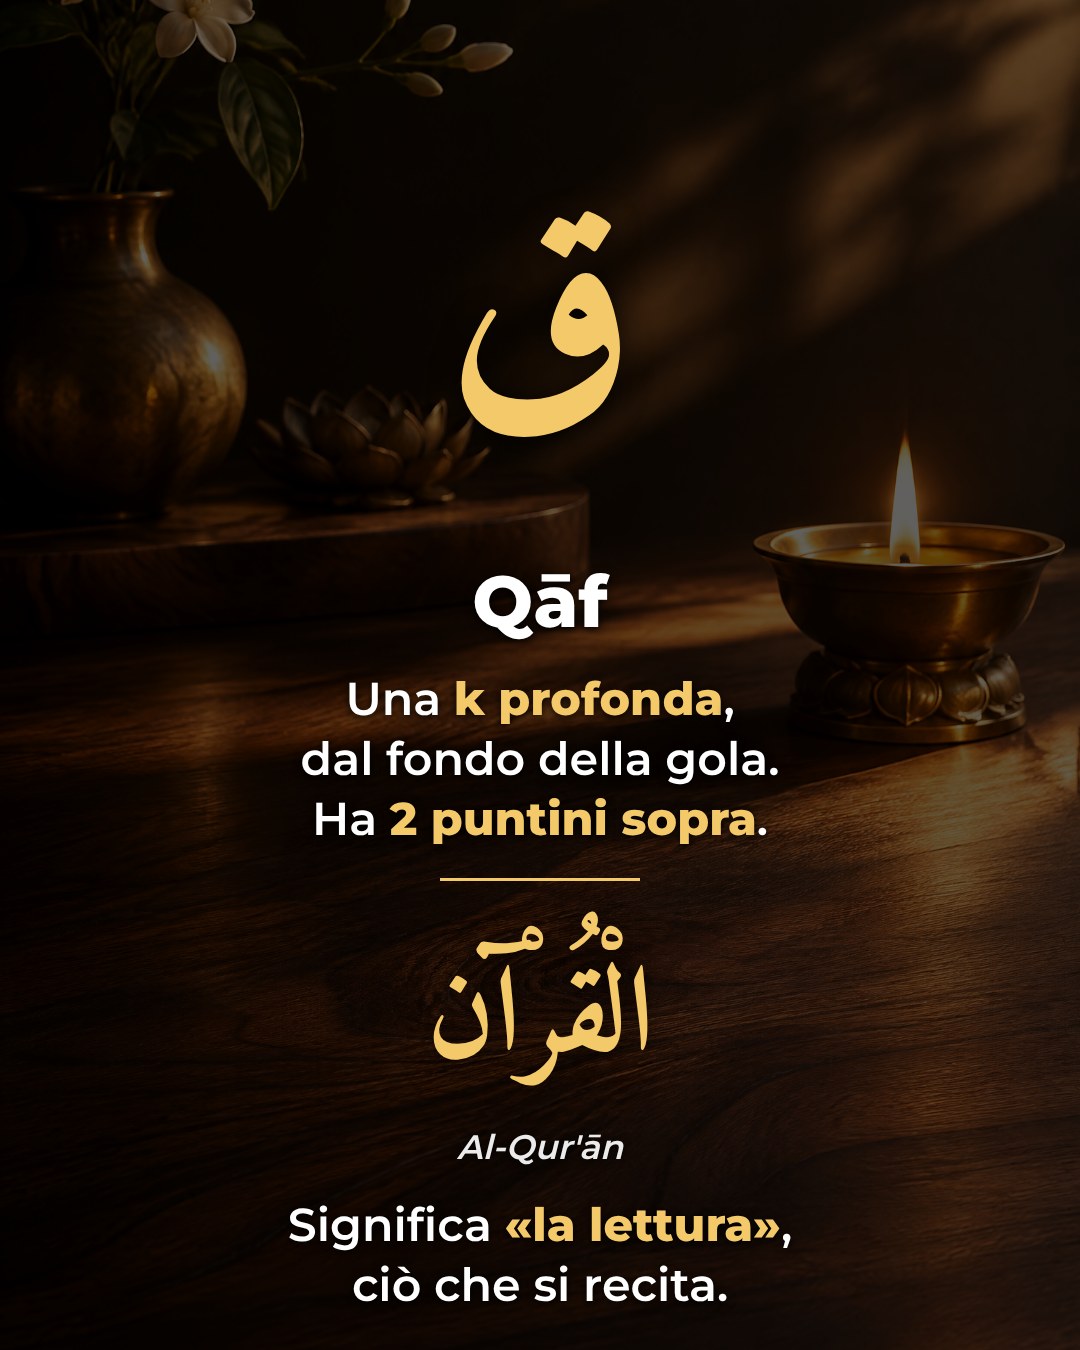 ق
Qāf
Una k profonda,
dal fondo della gola.
Ha 2 puntini sopra.
الْقُرْآن
Al-Qur'ān
Significa «la lettura»,
ciò che si recita.